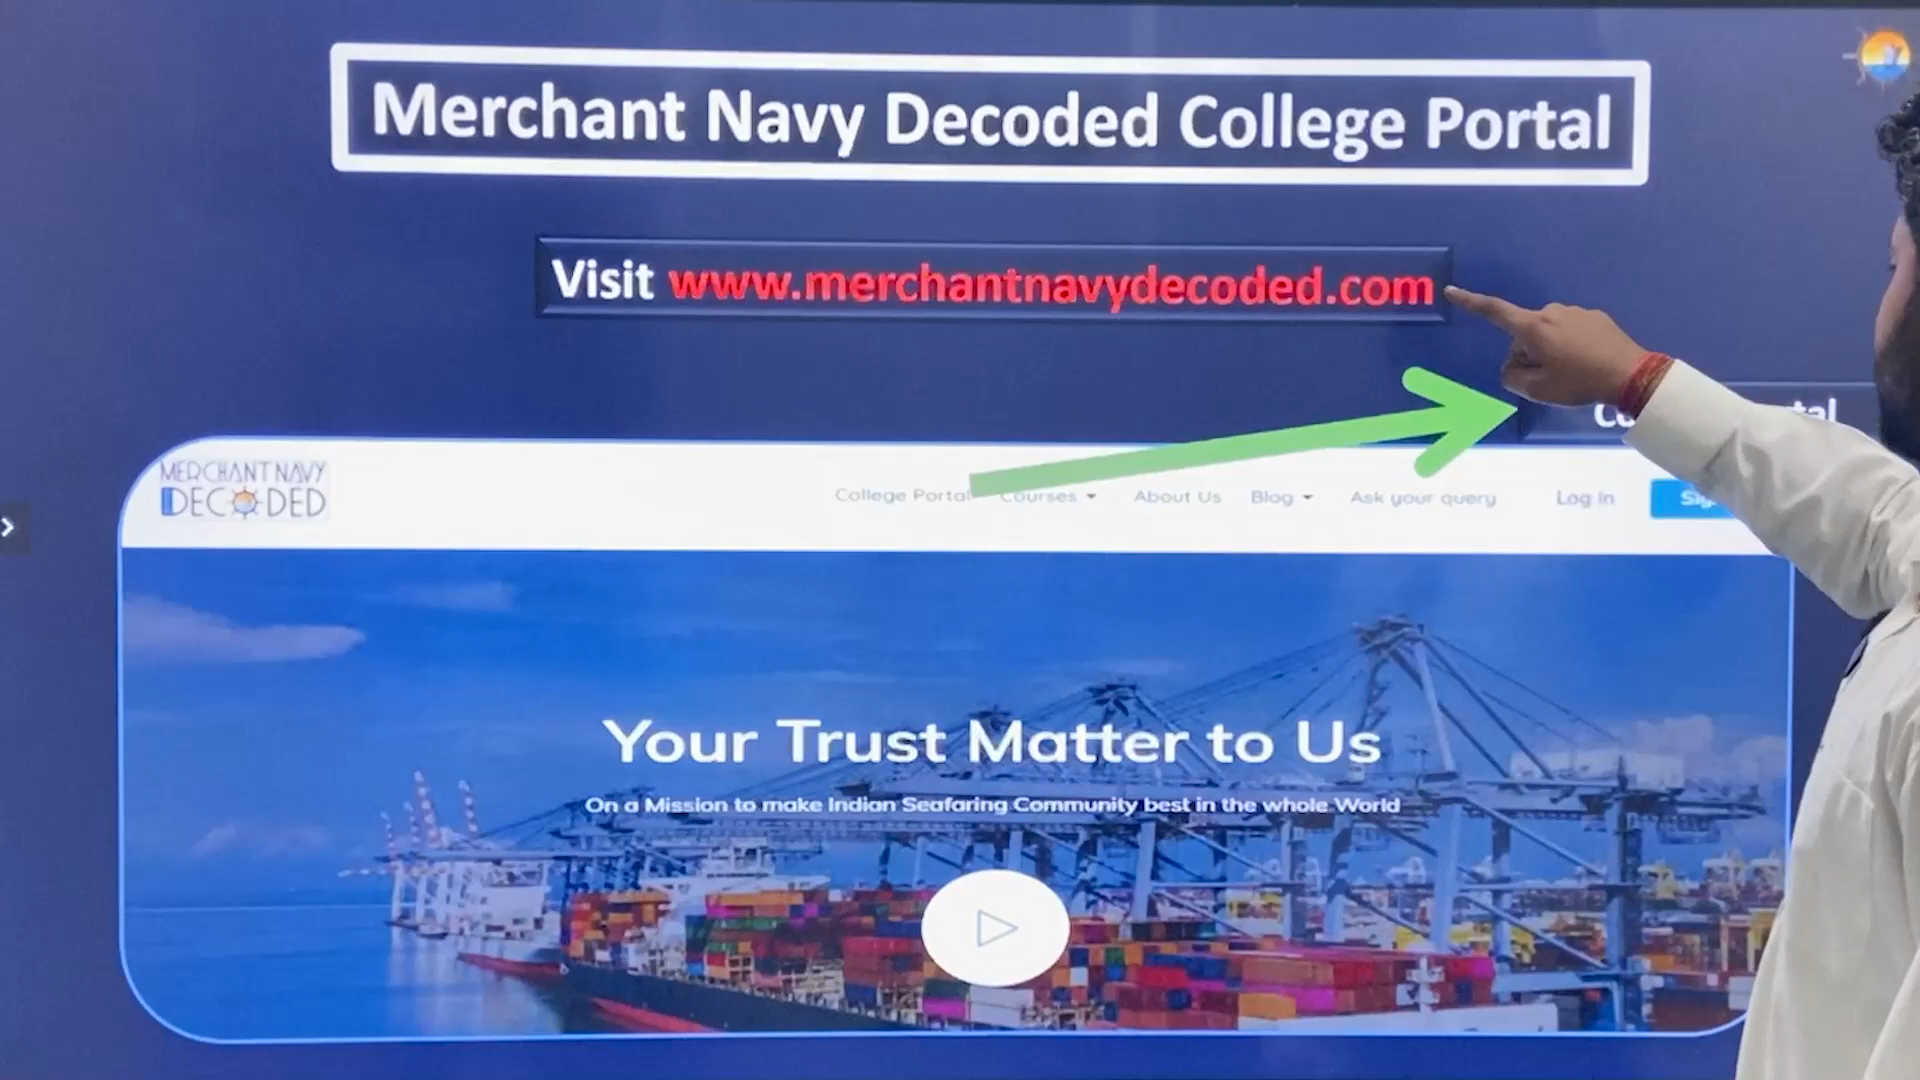 Merchant Navy Decoded College Portal
Visit www.merchantnavydecoded.com
MERCHANT NAVY
DECODED
College Portal Courses About Us Blog Ask your query Log In
Your Trust Matter to Us
On a Mission to make Indian Seafaring Community best in the whole World